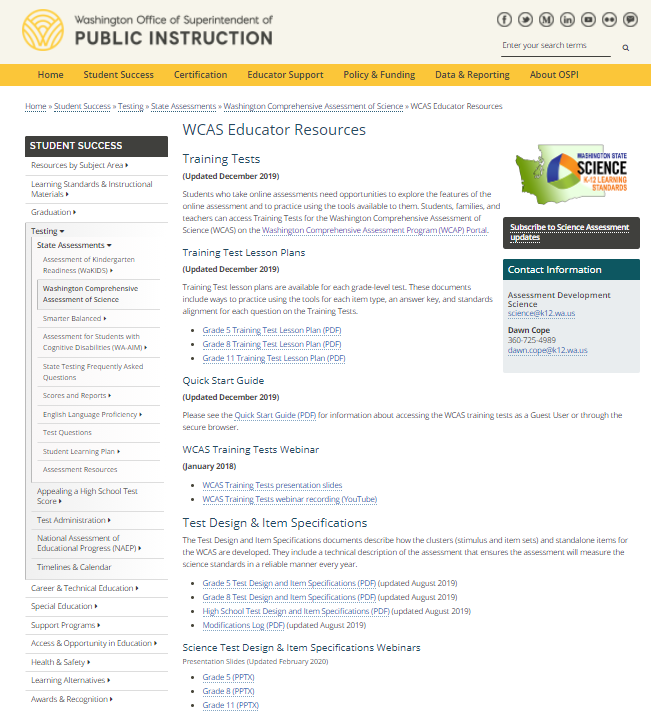 Washington Office of Superintendent of
PUBLIC INSTRUCTION
Enter your search terms
Home Student Success Certification Educator Support Policy & Funding Data & Reporting About OSPI
Home » Student Success » Testing » State Assessments » Washington Comprehensive Assessment of Science » WCAS Educator Resources
STUDENT SUCCESS
Resources by Subject Area
Learning Standards & Instructional
Materials
Graduation
Testing
State Assessments
Assessment of Kindergarten
Readiness (WaKIDS)
Washington Comprehensive
Assessment of Science
Smarter Balanced
Assessment for Students with
Cognitive Disabilities (WA-AIM)
State Testing Frequently Asked
Questions
Scores and Reports
English Language Proficiency
Test Questions
Student Learning Plan
Assessment Resources
Appealing a High School Test
Score
Test Administration
National Assessment of
Educational Progress (NAEP)
Timelines & Calendar
Career & Technical Education
Special Education
Support Programs
Access & Opportunity in Education
Health & Safety
Learning Alternatives
Awards & Recognition
WCAS Educator Resources
Training Tests
(Updated December 2019)
Students who take online assessments need opportunities to explore the features of the
online assessment and to practice using the tools available to them. Students, families, and
teachers can access Training Tests for the Washington Comprehensive Assessment of
Science (WCAS) on the Washington Comprehensive Assessment Program (WCAP) Portal.
Training Test Lesson Plans
(Updated December 2019)
Training Test lesson plans are available for each grade-level test. These documents
include ways to practice using the tools for each item type, an answer key, and standards
alignment for each question on the Training Tests.
• Grade 5 Training Test Lesson Plan (PDF)
• Grade 8 Training Test Lesson Plan (PDF)
• Grade 11 Training Test Lesson Plan (PDF)
Quick Start Guide
(Updated December 2019)
Please see the Quick Start Guide (PDF) for information about accessing the WCAS training tests as a Guest User or through the
secure browser.
WCAS Training Tests Webinar
(January 2018)
• WCAS Training Tests presentation slides
• WCAS Training Tests webinar recording (YouTube)
Test Design & Item Specifications
The Test Design and Item Specifications documents describe how the clusters (stimulus and item sets) and standalone items for
the WCAS are developed. They include a technical description of the assessment that ensures the assessment will measure the
science standards in a reliable manner every year.
• Grade 5 Test Design and Item Specifications (PDF) (updated August 2019)
• Grade 8 Test Design and Item Specifications (PDF) (updated August 2019)
• High School Test Design and Item Specifications (PDF) (updated August 2019)
• Modifications Log (PDF) (updated August 2019)
Science Test Design & Item Specifications Webinars
Presentation Slides (Updated February 2020)
• Grade 5 (PPTX)
• Grade 8 (PPTX)
• Grade 11 (PPTX)
WASHINGTON STATE
SCIENCE
K-12 LEARNING
STANDARDS
Subscribe to Science Assessment
updates
Contact Information
Assessment Development
Science
science@k12.wa.us
Dawn Cope
360-725-4989
dawn.cope@k12.wa.us